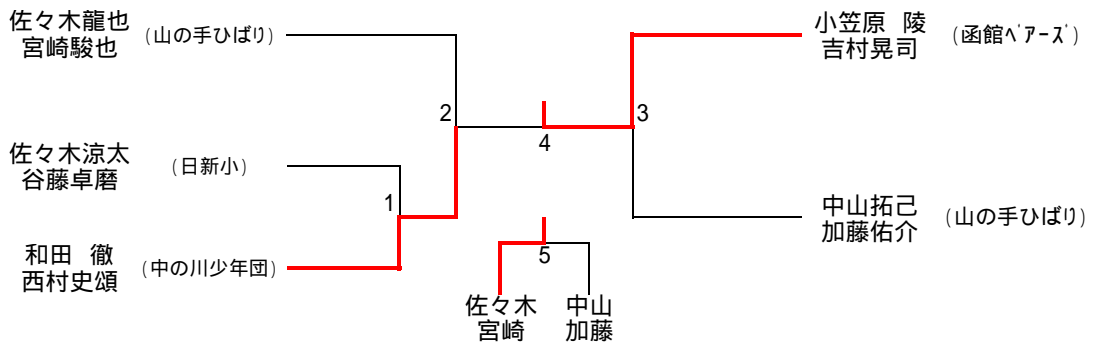 佐々木龍也
宮崎駿也
(山の手ひばり)
佐々木涼太
谷藤卓磨
(日新小)
和田　徹
西村史頌
(中の川少年団)
1
2
4
3
小笠原　陵
吉村晃司
(函館ﾍﾞｱｰｽﾞ)
中山拓己
加藤佑介
(山の手ひばり)
5
佐々木
宮崎
中山
加藤